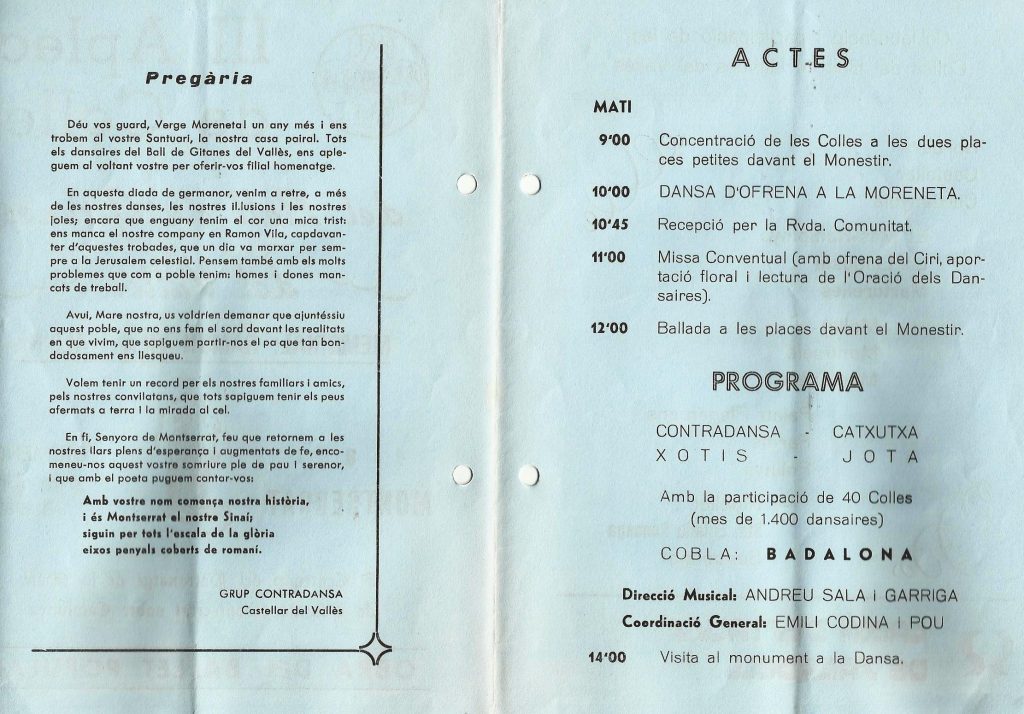 Pregària
Déu vos guard, Verge Moreneta! un any més i ens
trobem al vostre Santuari, la nostra casa pairal. Tots
els dansaires del Ball de Gitanes del Vallès, ens aple-
guem al voltant vostre per oferir-vos filial homenatge.
En aquesta diada de germanor, venim a retre, a més
de les nostres danses, les nostres il.lusions i les nostres
joies; encara que enguany tenim el cor una mica trist:
ens manca el nostre company en Ramon Vila, capdavan-
ter d'aquestes trobades, que un dia va marxar per sem-
pre a la Jerusalem celestial. Pensem també amb els molts
problemes que com a poble tenim: homes i dones man-
cats de treball.
Avui, Mare nostra, us voldríen demanar que ajuntéssiu
aquest poble, que no ens fem el sord davant les realitats
en que vivim, que sapiguem partir-nos el pa que tan bon-
dadosament ens llesqueu.
Volem tenir un record per els nostres familiars i amics,
pels nostres convilatans, que tots sapiguem tenir els peus
afermats a terra i la mirada al cel.
En fi, Senyora de Montserrat, feu que retornem a les
nostres llars plens d'esperança i augmentats de fe, enco-
meneu-nos aquest vostre somriure ple de pau i serenor,
i que amb el poeta puguem cantar-vos:
Amb vostre nom comença nostra història,
i és Montserrat el nostre Sinaí;
siguin per tots l'escala de la glòria
eixos penyals coberts de romaní.
GRUP CONTRADANSA
Castellar del Vallès
ACTES
MATI
9'00 Concentració de les Colles a les dues pla-
ces petites davant el Monestir.
10'00 DANSA D'OFRENA A LA MORENETA.
10'45 Recepció per la Rvda. Comunitat.
11'00 Missa Conventual (amb ofrena del Ciri, apor-
tació floral i lectura de l'Oració dels Dan-
saires).
12'00 Ballada a les places davant el Monestir.
PROGRAMA
CONTRADANSA - CATXUTXA
XOTIS - JOTA
Amb la participació de 40 Colles
(mes de 1.400 dansaires)
COBLA: BADALONA
Direcció Musical: ANDREU SALA i GARRIGA
Coordinació General: EMILI CODINA i POU
14'00 Visita al monument a la Dansa.